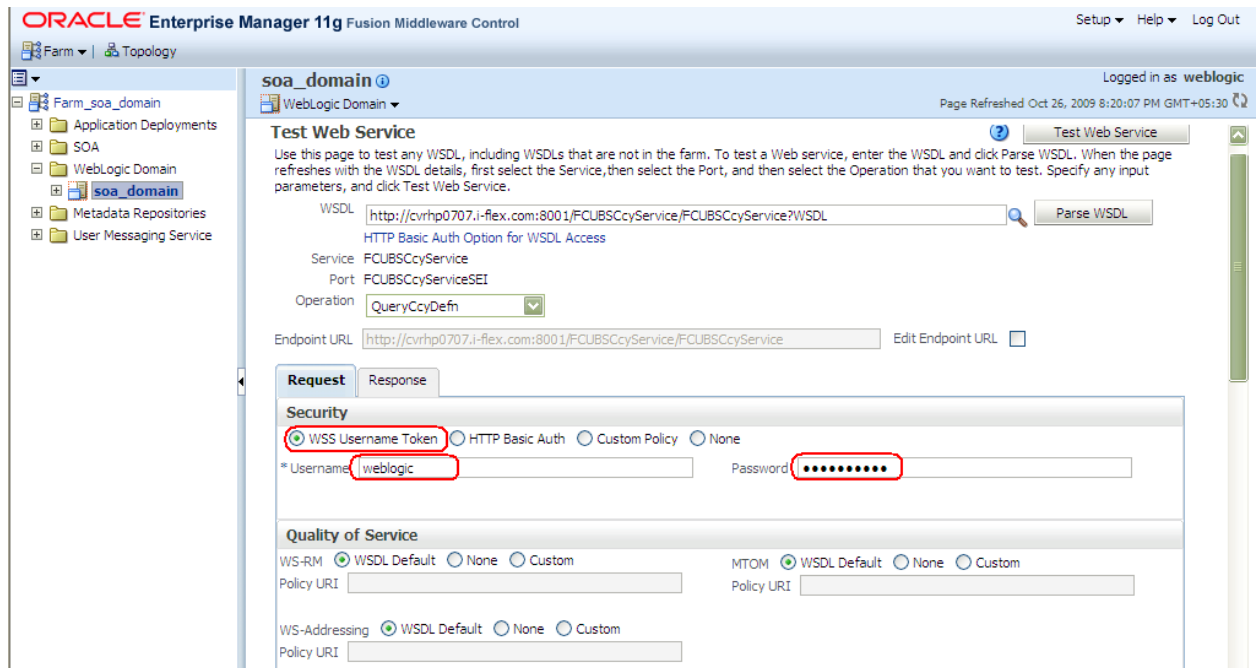 ORACLE Enterprise Manager 11g Fusion Middleware Control
Setup Help Log Out
Farm | Topology
Farm_soa_domain
Application Deployments
SOA
WebLogic Domain
soa_domain
Metadata Repositories
User Messaging Service
soa_domain
Logged in as weblogic
WebLogic Domain
Page Refreshed Oct 26, 2009 8:20:07 PM GMT+05:30
Test Web Service
Test Web Service
Use this page to test any WSDL, including WSDLs that are not in the farm. To test a Web service, enter the WSDL and click Parse WSDL. When the page
refreshes with the WSDL details, first select the Service,then select the Port, and then select the Operation that you want to test. Specify any input
parameters, and click Test Web Service.
WSDL http://cvrhp0707.i-flex.com:8001/FCUBSCcyService/FCUBSCcyService?WSDL Parse WSDL
HTTP Basic Auth Option for WSDL Access
Service FCUBSCcyService
Port FCUBSCcyServiceSEI
Operation QueryCcyDefn
Endpoint URL http://cvrhp0707.i-flex.com:8001/FCUBSCcyService/FCUBSCcyService Edit Endpoint URL
Request Response
Security
WSS Username Token HTTP Basic Auth Custom Policy None
* Username weblogic Password ••••••••••
Quality of Service
WS-RM WSDL Default None Custom
MTOM WSDL Default None Custom
Policy URI
Policy URI
WS-Addressing WSDL Default None Custom
Policy URI